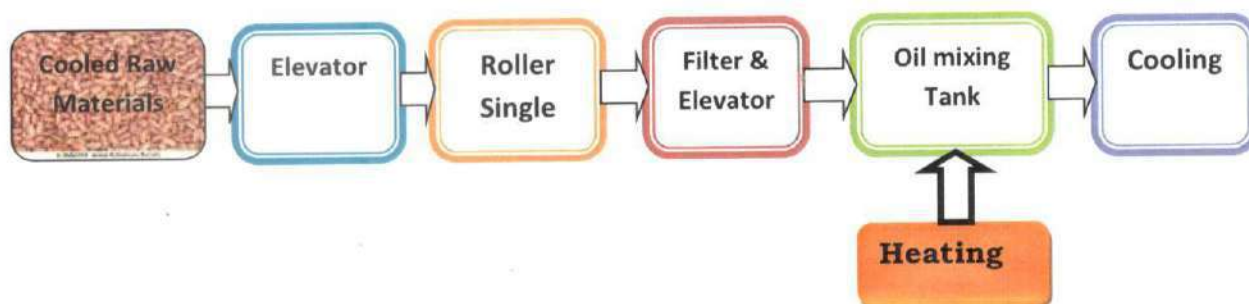 Cooled Raw
Materials
Elevator
Roller
Single
Filter &
Elevator
Oil mixing
Tank
Cooling
Heating